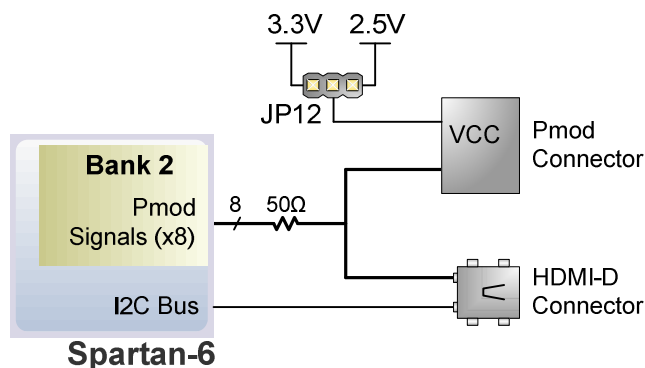 3.3V 2.5V
JP12
VCC
Pmod
Connector
Bank 2
Pmod
Signals (x8)
8 50Ω
HDMI-D
Connector
I2C Bus
Spartan-6